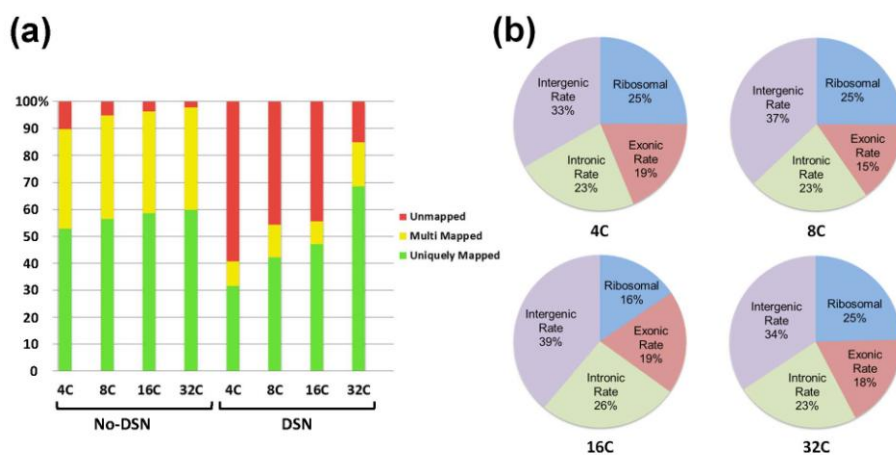 (a)
100%
90
80
70
60
50
40
30
20
10
0
4C 8C 16C 32C 4C 8C 16C 32C
No-DSN DSN
Unmapped
Multi Mapped
Uniquely Mapped
(b)
Intergenic
Rate
33%
Ribosomal
25%
Exonic
Rate
19%
Intronic
Rate
23%
4C
Intergenic
Rate
37%
Ribosomal
25%
Exonic
Rate
15%
Intronic
Rate
23%
8C
Intergenic
Rate
39%
Ribosomal
16%
Exonic
Rate
19%
Intronic
Rate
26%
16C
Intergenic
Rate
34%
Ribosomal
25%
Exonic
Rate
18%
Intronic
Rate
23%
32C